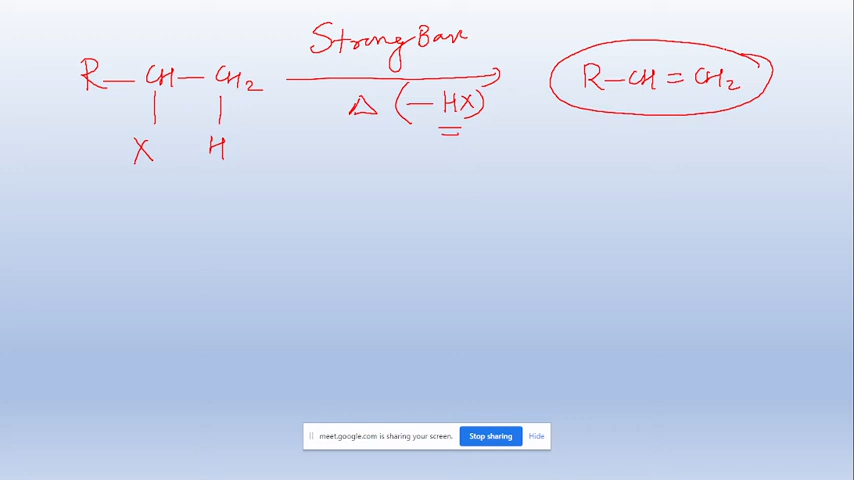 Strong Base
R — CH — CH2 R — CH = CH2
Δ (— HX)
X H
meet.google.com is sharing your screen. Stop sharing Hide